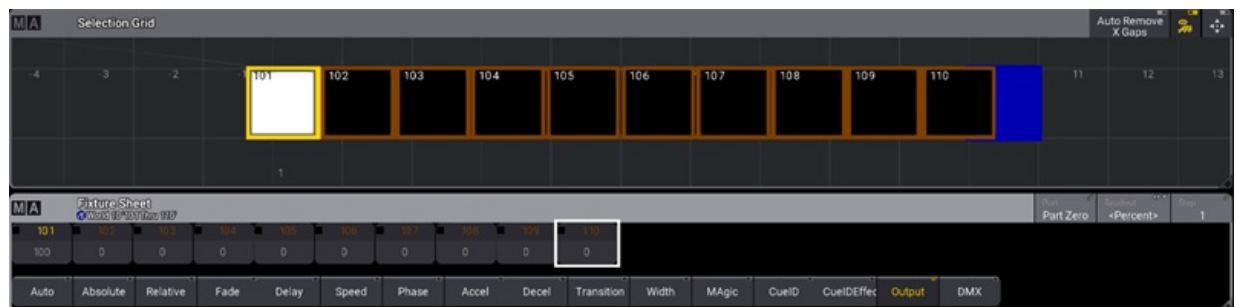 MA Selection Grid Auto Remove X Gaps
-4 -3 -2 101 102 103 104 105 106 107 108 109 110 11 12 13
1
MA Fixture Sheet Part Zero <Percent> 1
101 102 103 104 105 106 107 108 109 110
100 0 0 0 0 0 0 0 0 0
Auto Absolute Relative Fade Delay Speed Phase Accel Decel Transition Width MAgic CueID CueIDEffec Output DMX